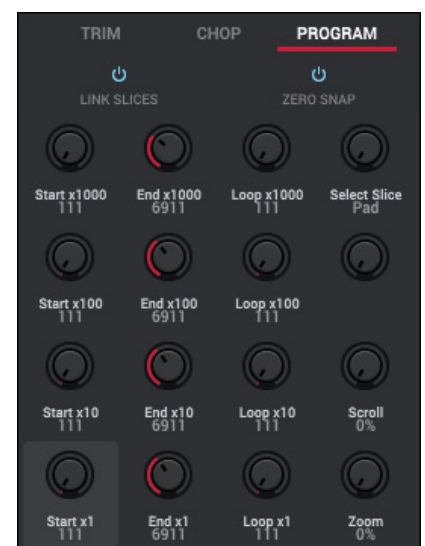 TRIM CHOP PROGRAM
LINK SLICES ZERO SNAP
Start x1000 End x1000 Loop x1000 Select Slice
111 6911 111 Pad
Start x100 End x100 Loop x100
111 6911 111
Start x10 End x10 Loop x10 Scroll
111 6911 111 0%
Start x1 End x1 Loop x1 Zoom
111 6911 111 0%